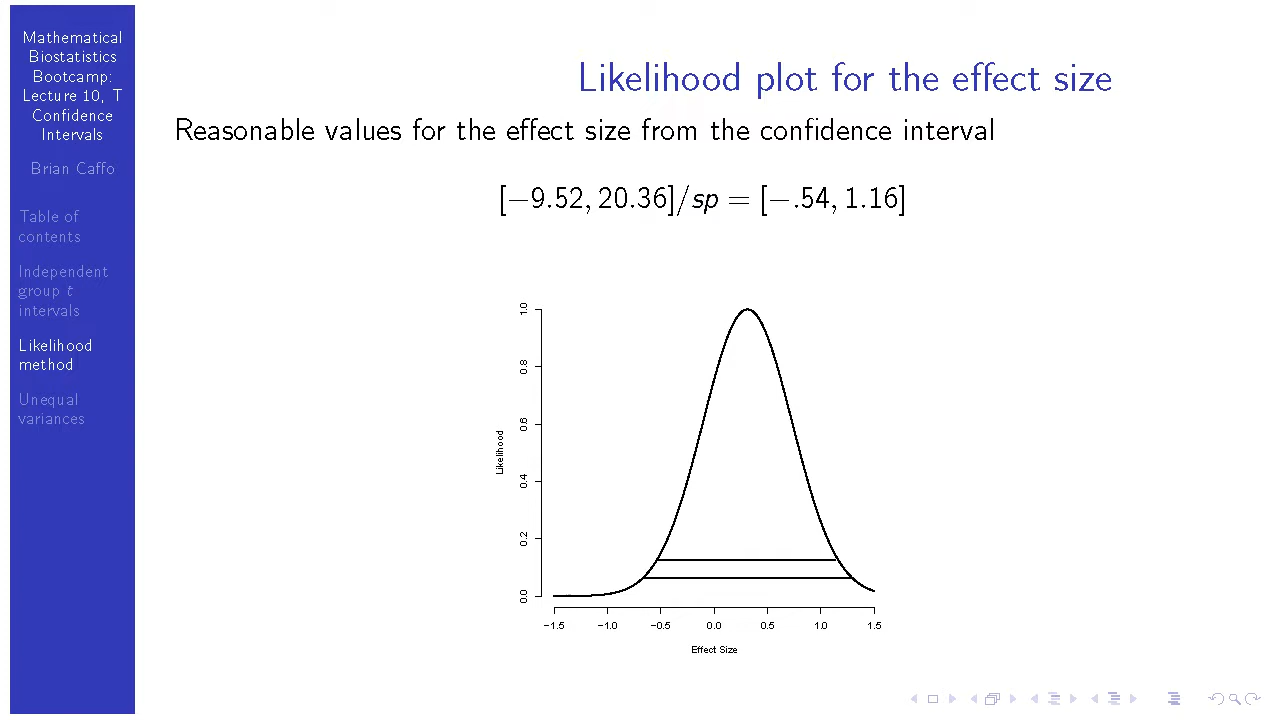 Mathematical
Biostatistics
Bootcamp:
Lecture 10, T
Confidence
Intervals
Brian Caffo
Table of
contents
Independent
group t
intervals
Likelihood
method
Unequal
variances
Likelihood plot for the effect size
Reasonable values for the effect size from the confidence interval
[−9.52, 20.36]/sp = [−.54, 1.16]
Likelihood
1.0
0.8
0.6
0.4
0.2
0.0
−1.5 −1.0 −0.5 0.0 0.5 1.0 1.5
Effect Size